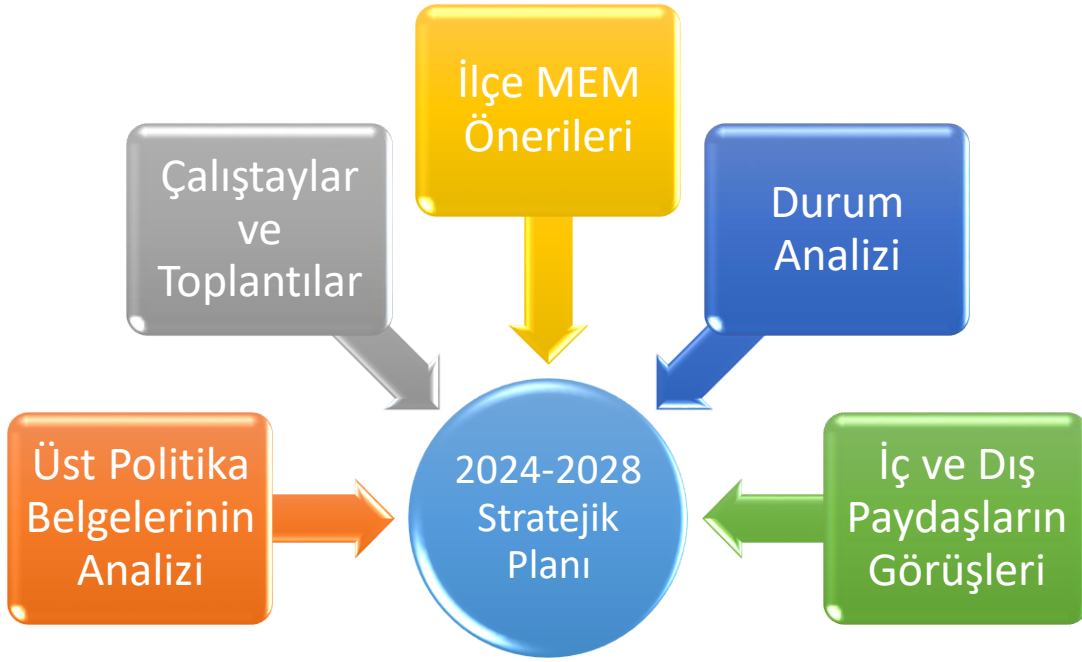 İlçe MEM
Önerileri
Çalıştaylar
ve
Toplantılar
Durum
Analizi
Üst Politika
Belgelerinin
Analizi
2024-2028
Stratejik
Planı
İç ve Dış
Paydaşların
Görüşleri